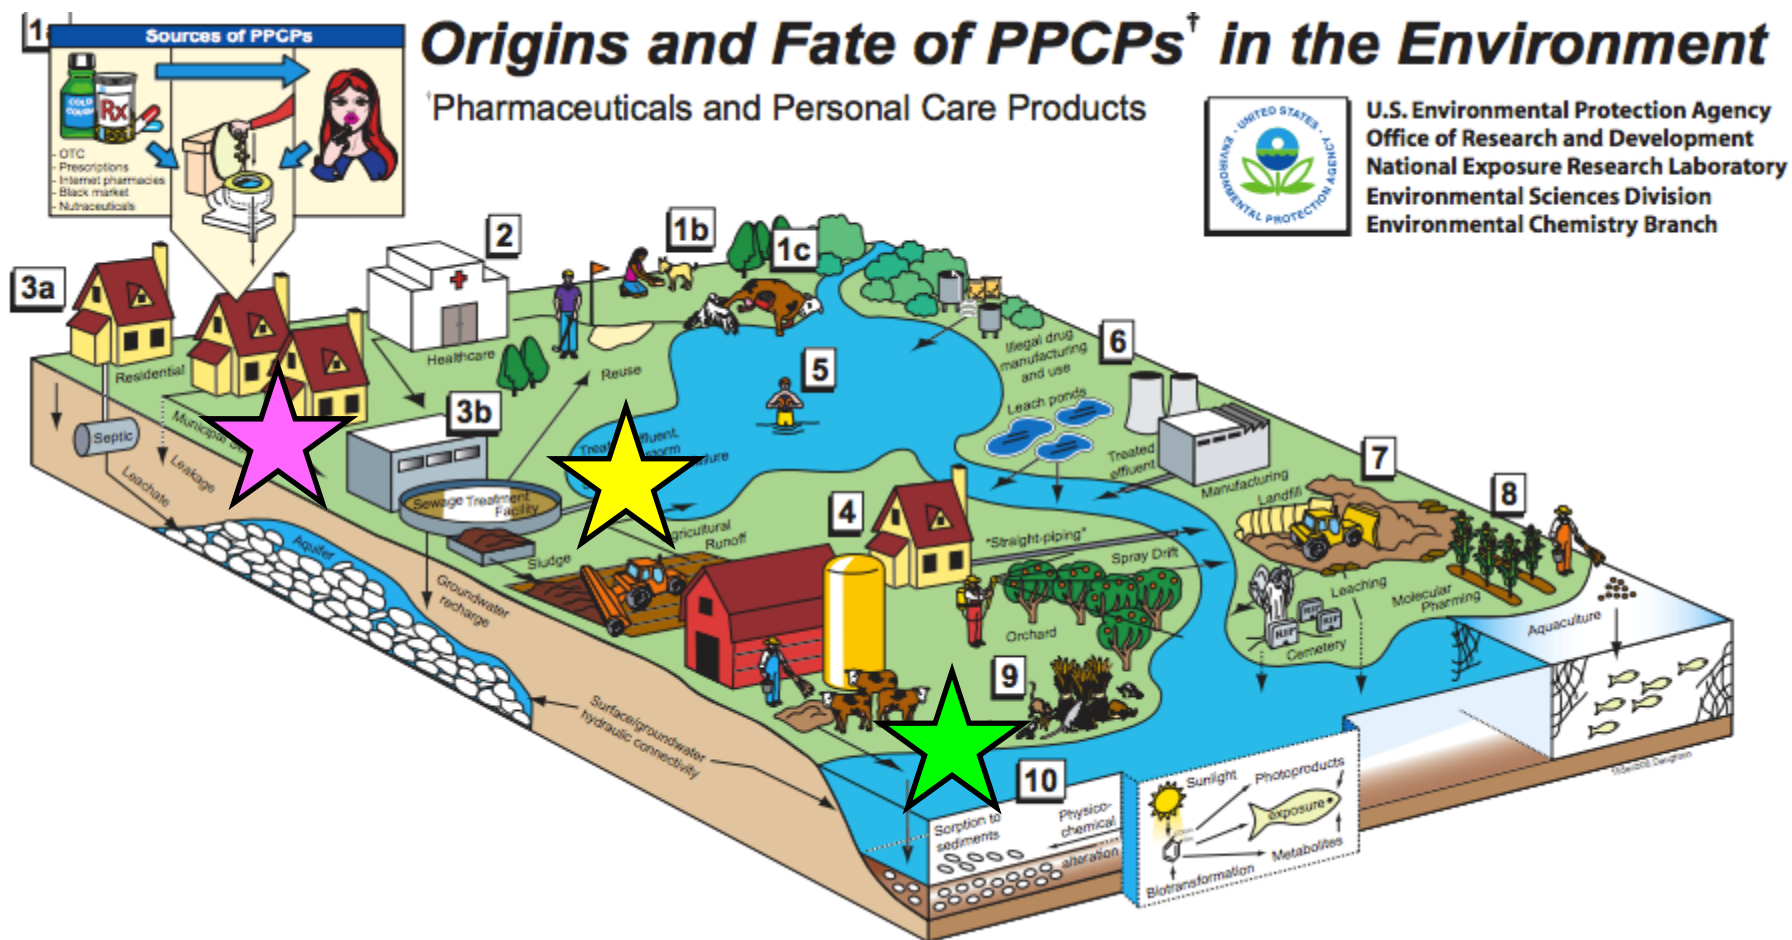 Origins and Fate of PPCPs† in the Environment
†Pharmaceuticals and Personal Care Products
U.S. Environmental Protection Agency
Office of Research and Development
National Exposure Research Laboratory
Environmental Sciences Division
Environmental Chemistry Branch
UNITED STATES
ENVIRONMENTAL PROTECTION AGENCY
Sources of PPCPs
COLD
Rx
- OTC
- Prescriptions
- Internet pharmacies
- Black market
- Nutraceuticals
2
1b
1c
3a
Healthcare
Residential
Reuse
5
6
Illegal drug
manufacturing
and use
Leach ponds
Treated
effluent
Manufacturing
3b
Septic
Municipal
Leakage
Leachate
Sewage Treatment
Facility
Sludge
Runoff
Aquifer
Groundwater
recharge
4
"Straight-piping"
Spray Drift
Orchard
7
Landfill
8
Leaching
Molecular
Pharming
RIP
RIP
RIP
Cemetery
Aquaculture
9
Surface/groundwater
hydraulic connectivity
10
Sorption to
sediments
Physico-
chemical
alteration
Sunlight
Photoproducts
exposure
Metabolites
Biotransformation